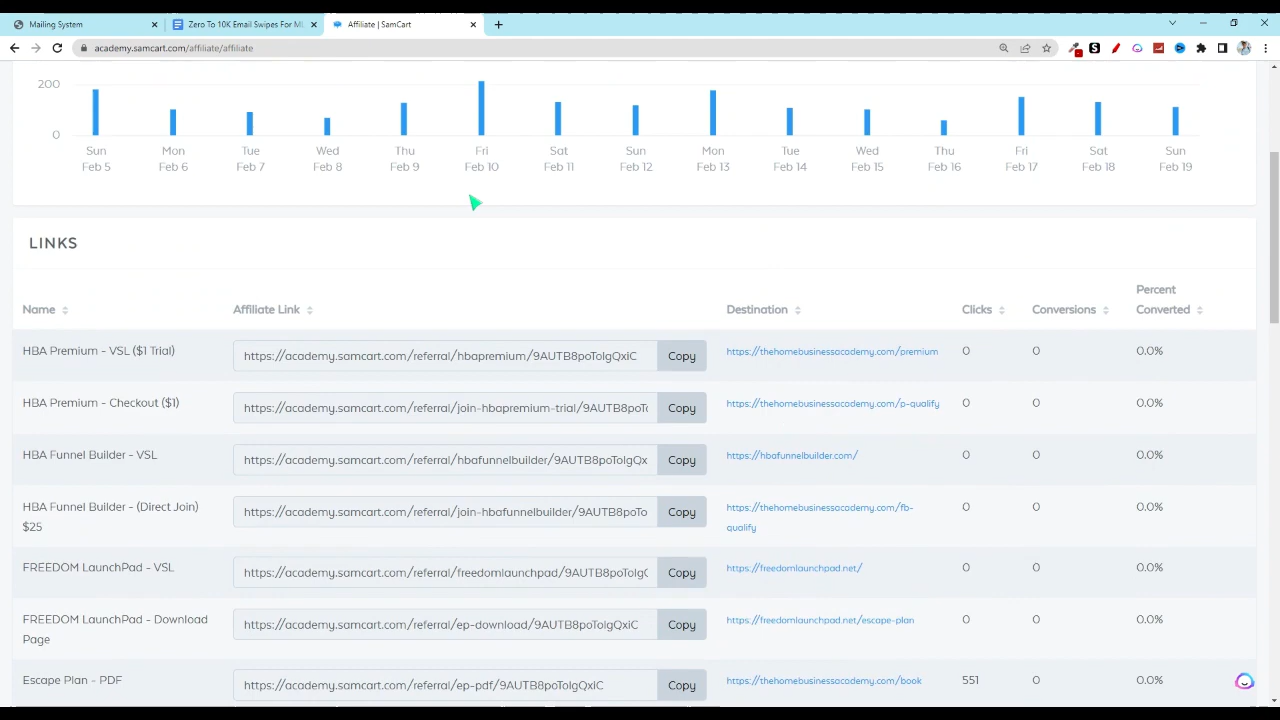 Mailing System
Zero To 10K Email Swipes For M
Affiliate | SamCart
academy.samcart.com/affiliate/affiliate
200
0
Sun Mon Tue Wed Thu Fri Sat Sun Mon Tue Wed Thu Fri Sat Sun
Feb 5 Feb 6 Feb 7 Feb 8 Feb 9 Feb 10 Feb 11 Feb 12 Feb 13 Feb 14 Feb 15 Feb 16 Feb 17 Feb 18 Feb 19
LINKS
Name Affiliate Link Destination Clicks Conversions Percent Converted
HBA Premium - VSL ($1 Trial) https://academy.samcart.com/referral/hbapremium/9AUTB8poTolgQxiC Copy https://thehomebusinessacademy.com/premium 0 0 0.0%
HBA Premium - Checkout ($1) https://academy.samcart.com/referral/join-hbapremium-trial/9AUTB8poTo Copy https://thehomebusinessacademy.com/p-qualify 0 0 0.0%
HBA Funnel Builder - VSL https://academy.samcart.com/referral/hbafunnelbuilder/9AUTB8poTolgQx Copy https://hbafunnelbuilder.com/ 0 0 0.0%
HBA Funnel Builder - (Direct Join) https://academy.samcart.com/referral/join-hbafunnelbuilder/9AUTB8poTo Copy https://thehomebusinessacademy.com/fb- 0 0 0.0%
$25 qualify
FREEDOM LaunchPad - VSL https://academy.samcart.com/referral/freedomlaunchpad/9AUTB8poTolgC Copy https://freedomlaunchpad.net/ 0 0 0.0%
FREEDOM LaunchPad - Download https://academy.samcart.com/referral/ep-download/9AUTB8poTolgQxiC Copy https://freedomlaunchpad.net/escape-plan 0 0 0.0%
Page
Escape Plan - PDF https://academy.samcart.com/referral/ep-pdf/9AUTB8poTolgQxiC Copy https://thehomebusinessacademy.com/book 551 0 0.0%